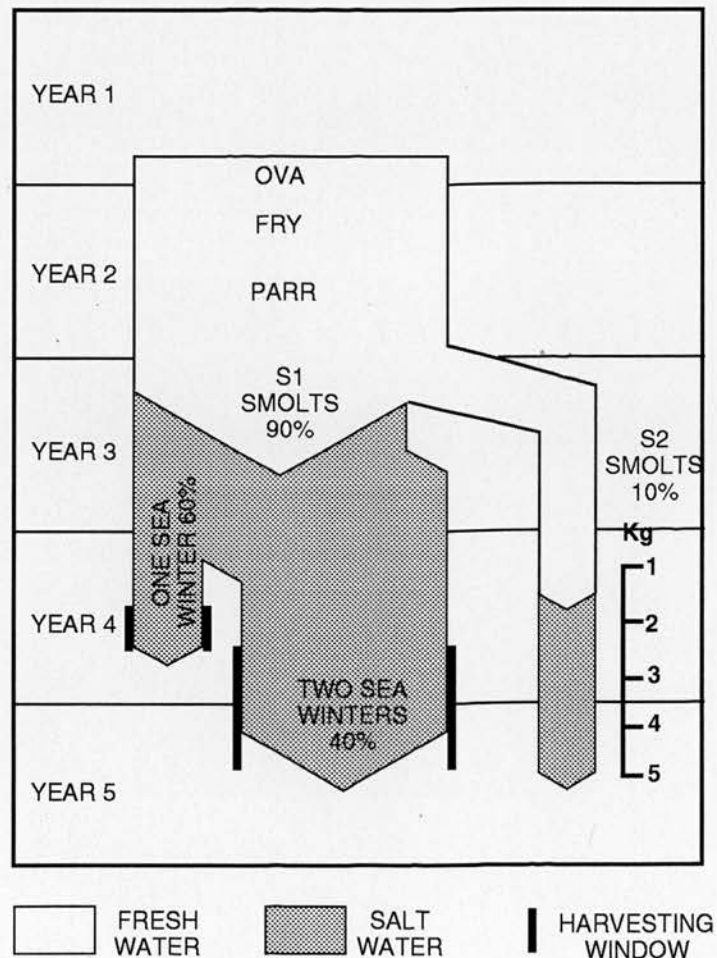 YEAR 1
OVA
FRY
YEAR 2
PARR
S1
SMOLTS
90%
YEAR 3
S2
SMOLTS
10%
ONE SEA
WINTER 60%
Kg
1
2
3
4
5
YEAR 4
TWO SEA
WINTERS
40%
YEAR 5
FRESH
WATER
SALT
WATER
HARVESTING
WINDOW